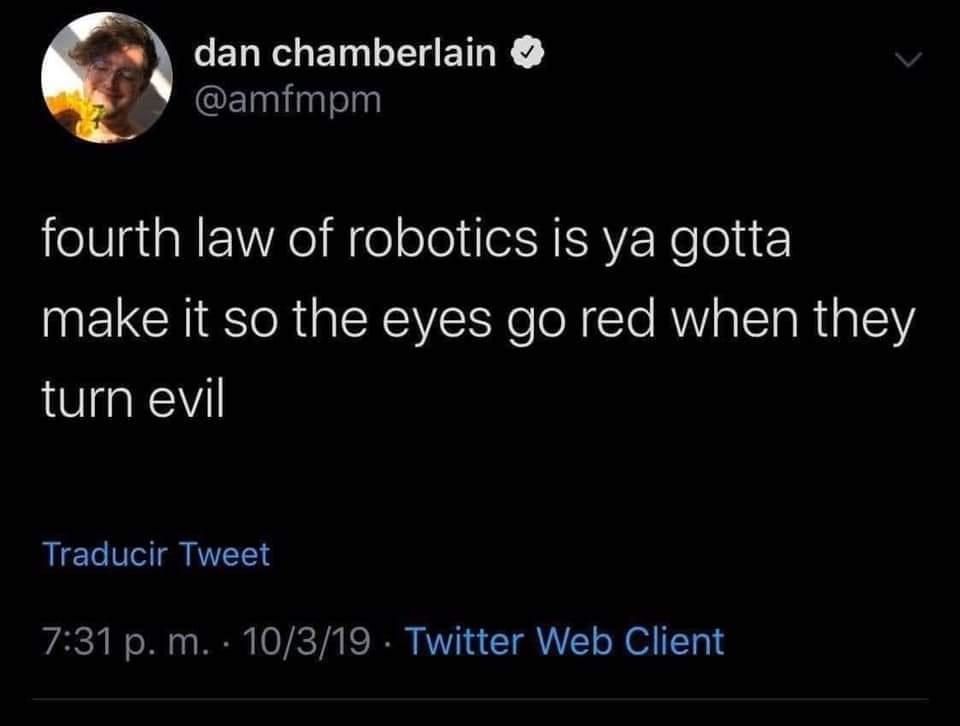 dan chamberlain
@amfmpm
fourth law of robotics is ya gotta
make it so the eyes go red when they
turn evil
Traducir Tweet
7:31 p. m. · 10/3/19 · Twitter Web Client